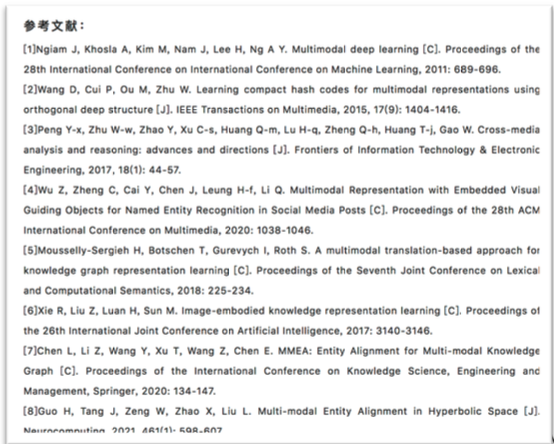 参考文献：
[1]Ngiam J, Khosla A, Kim M, Nam J, Lee H, Ng A Y. Multimodal deep learning [C]. Proceedings of the
28th International Conference on International Conference on Machine Learning, 2011: 689-696.
[2]Wang D, Cui P, Ou M, Zhu W. Learning compact hash codes for multimodal representations using
orthogonal deep structure [J]. IEEE Transactions on Multimedia, 2015, 17(9): 1404-1416.
[3]Peng Y-x, Zhu W-w, Zhao Y, Xu C-s, Huang Q-m, Lu H-q, Zheng Q-h, Huang T-j, Gao W. Cross-media
analysis and reasoning: advances and directions [J]. Frontiers of Information Technology & Electronic
Engineering, 2017, 18(1): 44-57.
[4]Wu Z, Zheng C, Cai Y, Chen J, Leung H-f, Li Q. Multimodal Representation with Embedded Visual
Guiding Objects for Named Entity Recognition in Social Media Posts [C]. Proceedings of the 28th ACM
International Conference on Multimedia, 2020: 1038-1046.
[5]Mousselly-Sergieh H, Botschen T, Gurevych I, Roth S. A multimodal translation-based approach for
knowledge graph representation learning [C]. Proceedings of the Seventh Joint Conference on Lexical
and Computational Semantics, 2018: 225-234.
[6]Xie R, Liu Z, Luan H, Sun M. Image-embodied knowledge representation learning [C]. Proceedings of
the 26th International Joint Conference on Artificial Intelligence, 2017: 3140-3146.
[7]Chen L, Li Z, Wang Y, Xu T, Wang Z, Chen E. MMEA: Entity Alignment for Multi-modal Knowledge
Graph [C]. Proceedings of the International Conference on Knowledge Science, Engineering and
Management, Springer, 2020: 134-147.
[8]Guo H, Tang J, Zeng W, Zhao X, Liu L. Multi-modal Entity Alignment in Hyperbolic Space [J].
Neurocomputing, 2021, 461(1): 598-607.